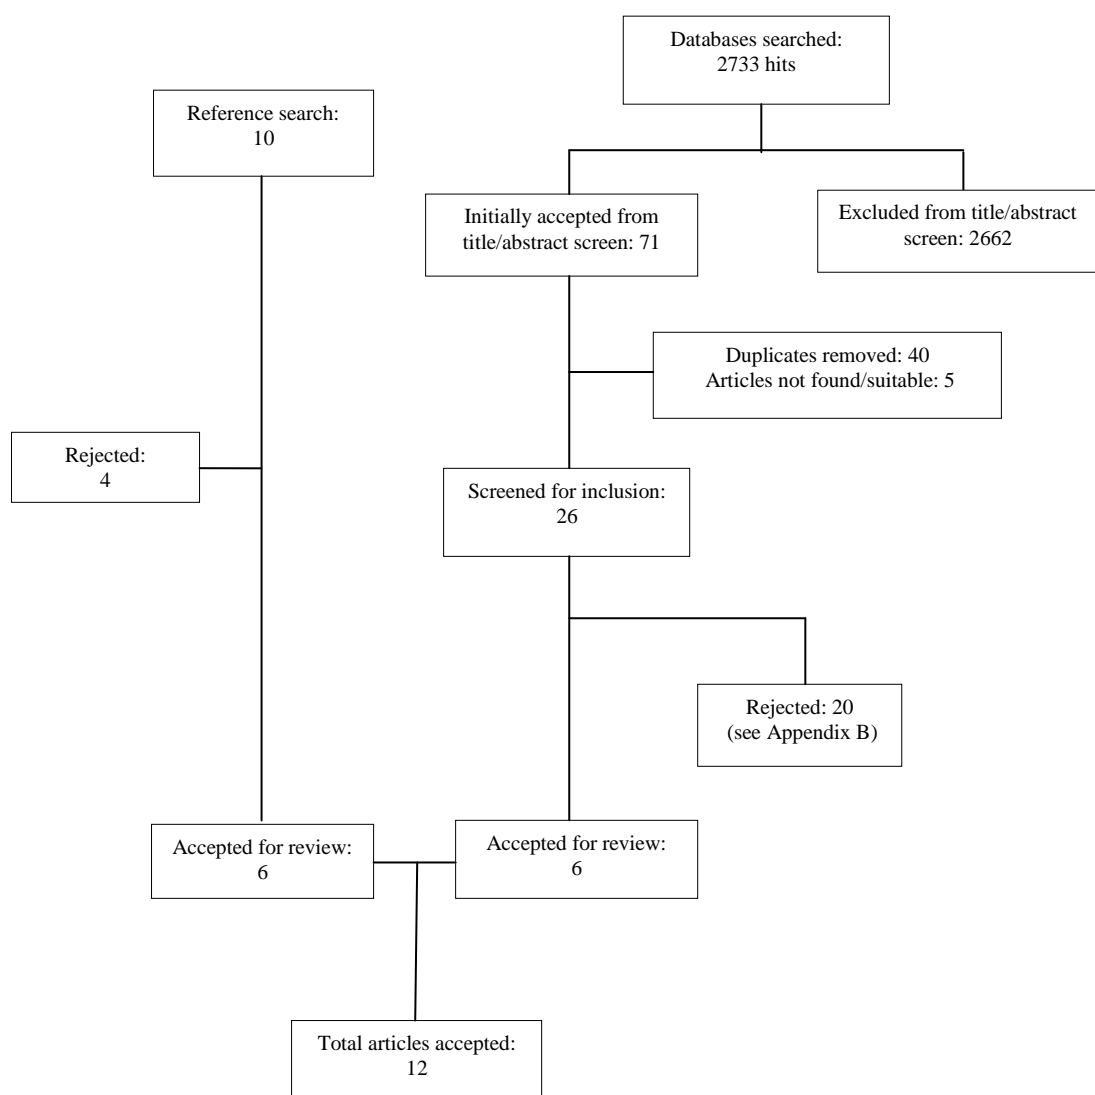 Databases searched:
2733 hits
Reference search:
10
Initially accepted from
title/abstract screen: 71
Excluded from title/abstract
screen: 2662
Duplicates removed: 40
Articles not found/suitable: 5
Rejected:
4
Screened for inclusion:
26
Rejected: 20
(see Appendix B)
Accepted for review:
6
Accepted for review:
6
Total articles accepted:
12